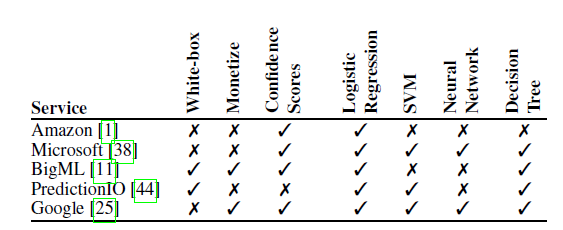 Service White-box Monetize Confidence Scores Logistic Regression SVM Neural Network Decision Tree
Amazon [1] ✗ ✗ ✓ ✓ ✗ ✗ ✗
Microsoft [38] ✗ ✗ ✓ ✓ ✓ ✓ ✓
BigML [11] ✓ ✓ ✓ ✓ ✗ ✗ ✓
PredictionIO [44] ✓ ✗ ✗ ✓ ✓ ✗ ✓
Google [25] ✗ ✓ ✓ ✓ ✓ ✓ ✓